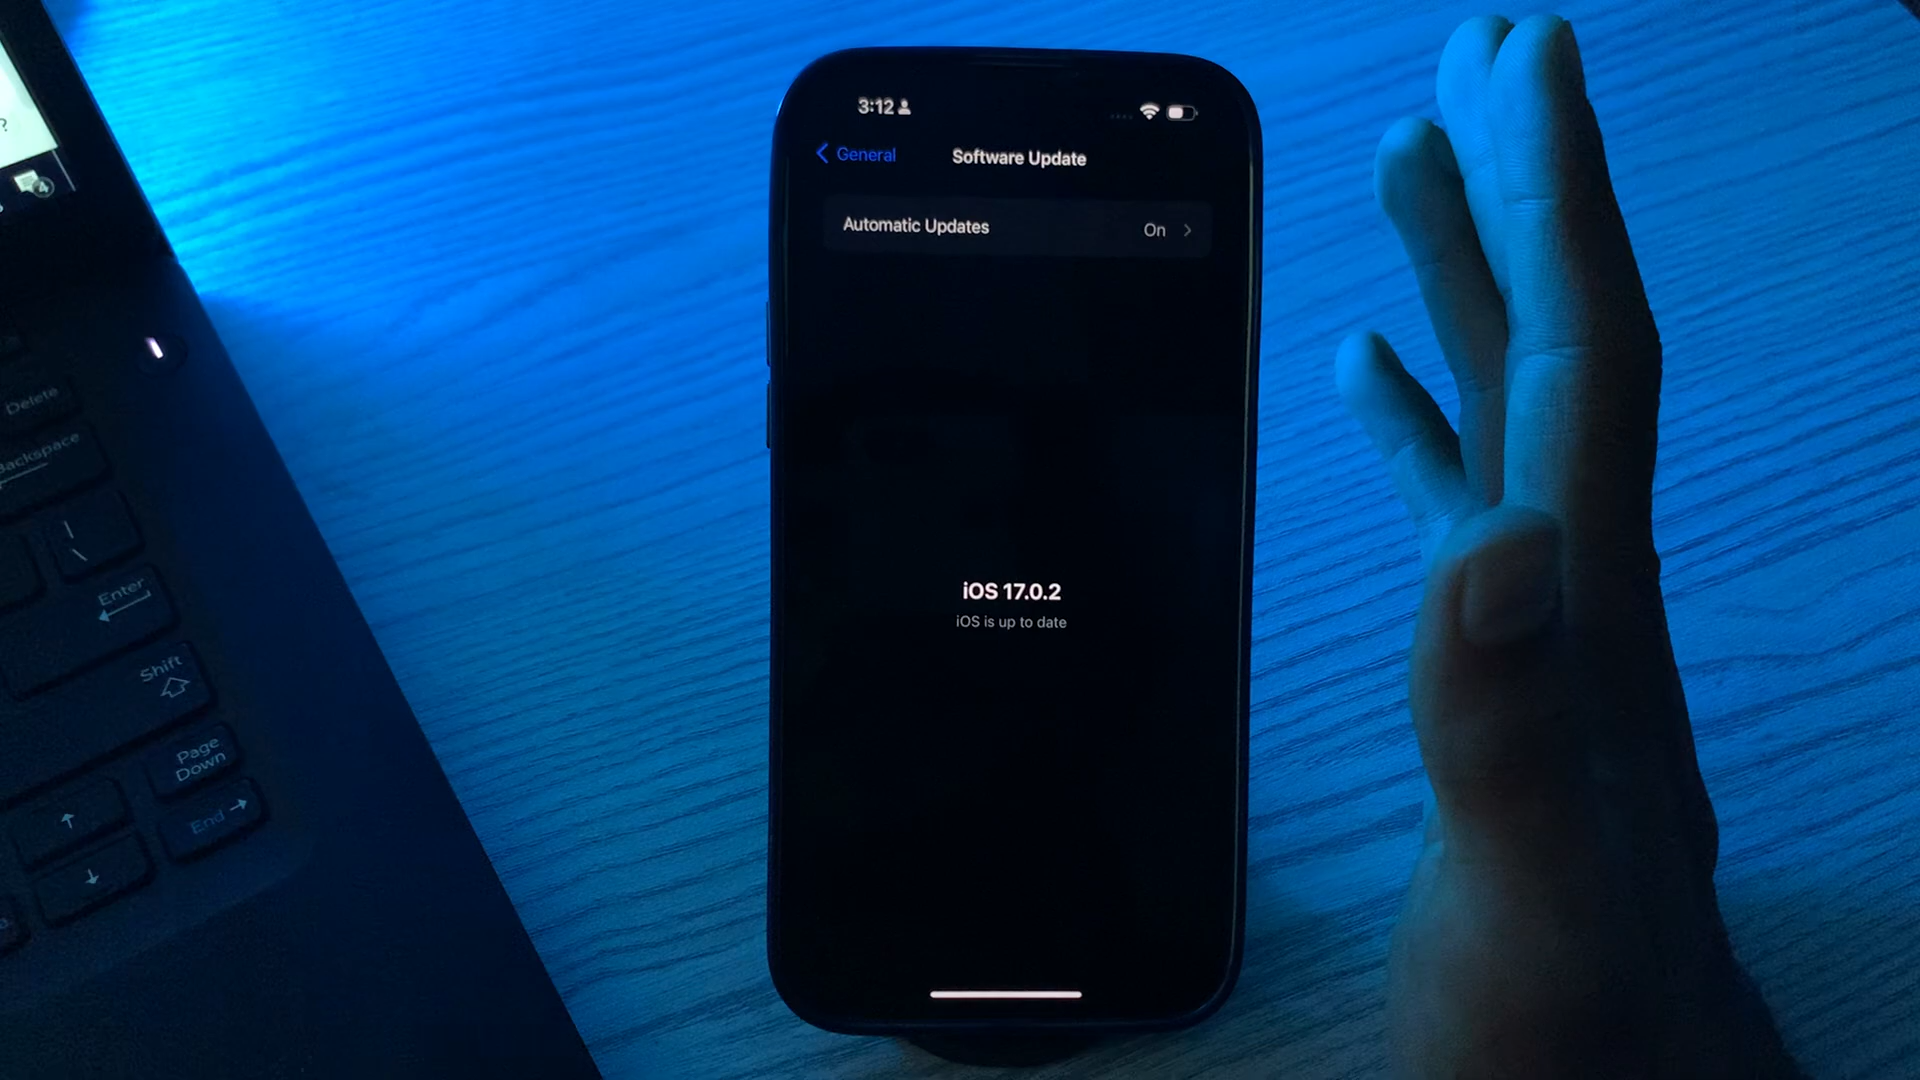 3:12
General
Software Update
Automatic Updates
On
iOS 17.0.2
iOS is up to date
?
4
Delete
Backspace
|
\
Enter
Shift
Page
Down
End